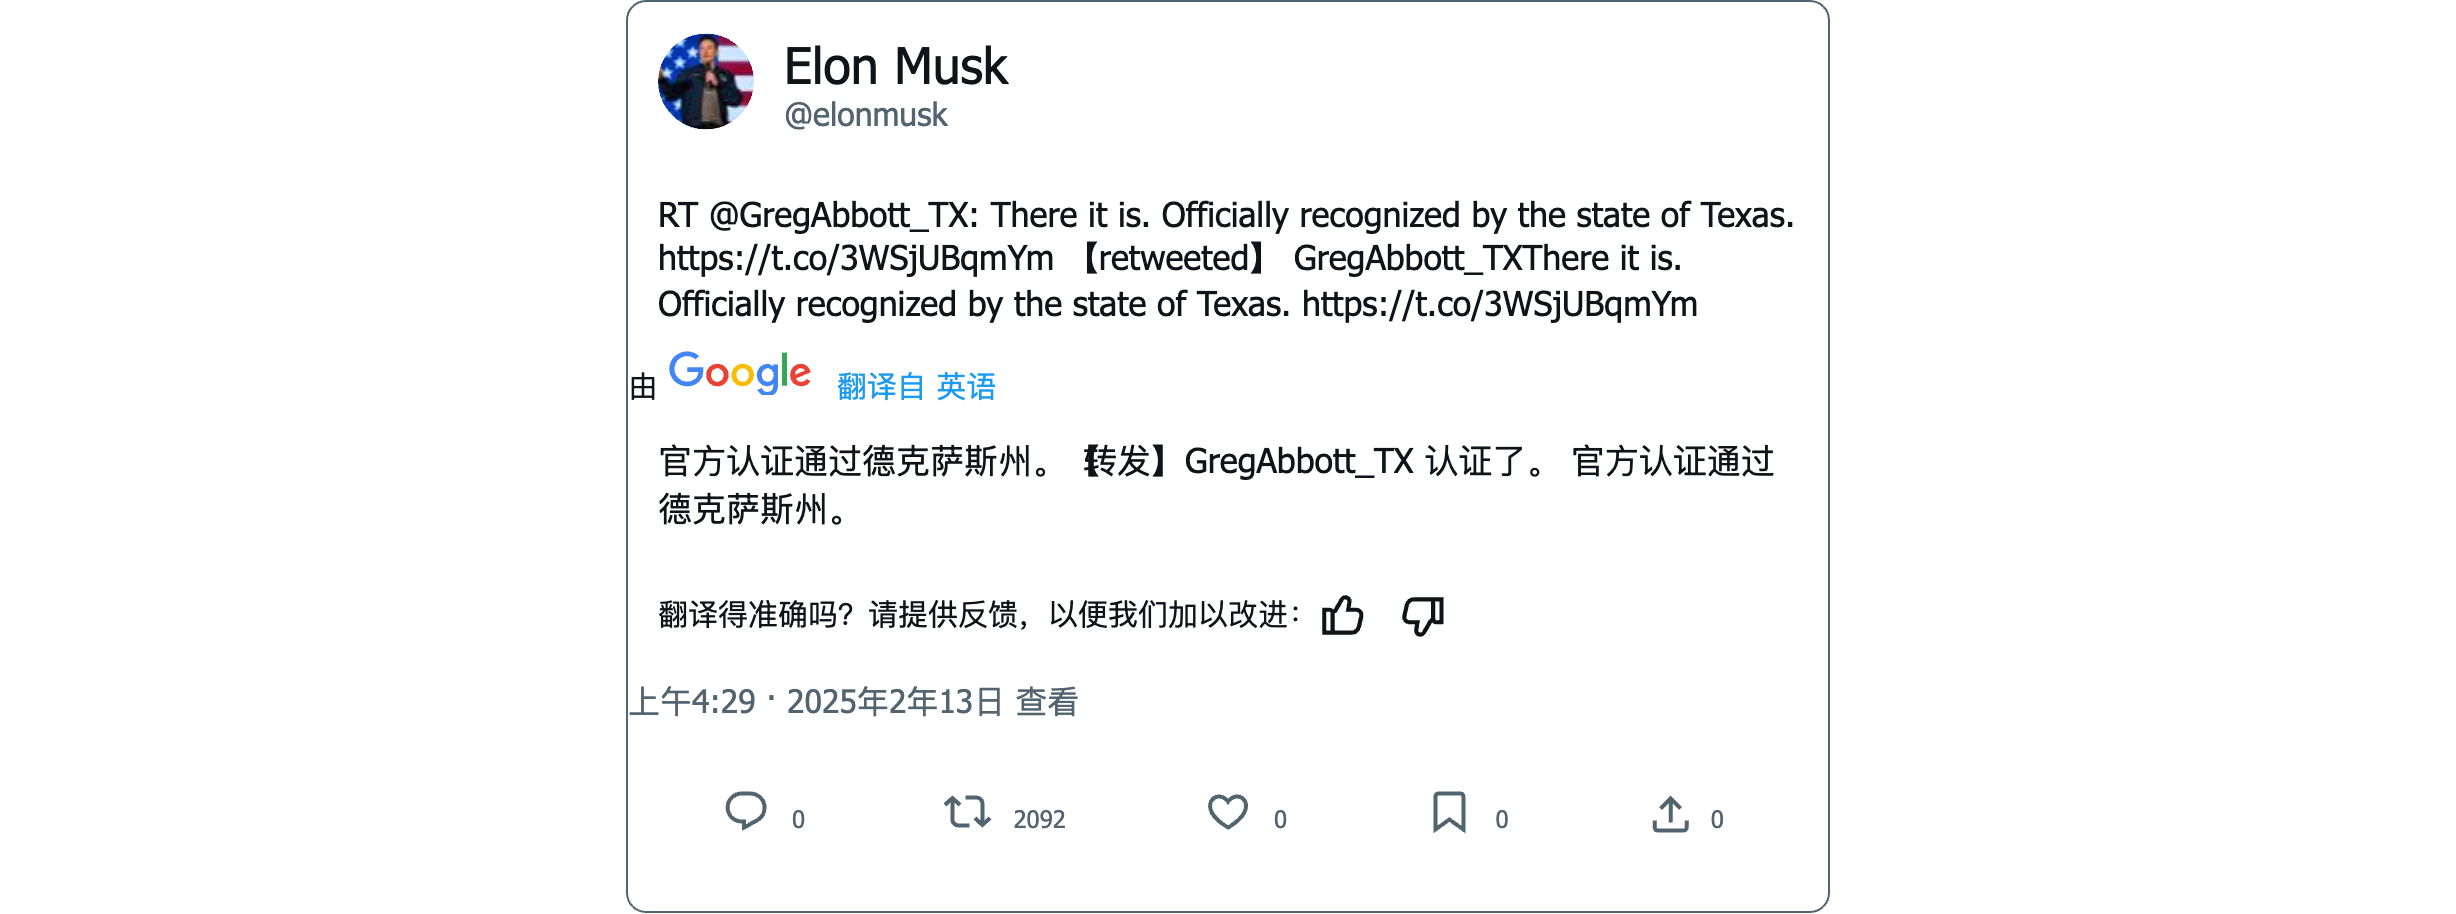 Elon Musk
@elonmusk
RT @GregAbbott_TX: There it is. Officially recognized by the state of Texas.
https://t.co/3WSjUBqmYm 【retweeted】 GregAbbott_TXThere it is.
Officially recognized by the state of Texas. https://t.co/3WSjUBqmYm
由 Google 翻译自 英语
官方认证通过德克萨斯州。【转发】GregAbbott_TX 认证了。 官方认证通过
德克萨斯州。
翻译得准确吗？请提供反馈，以便我们加以改进：
上午4:29 · 2025年2年13日 查看
0 2092 0 0 0